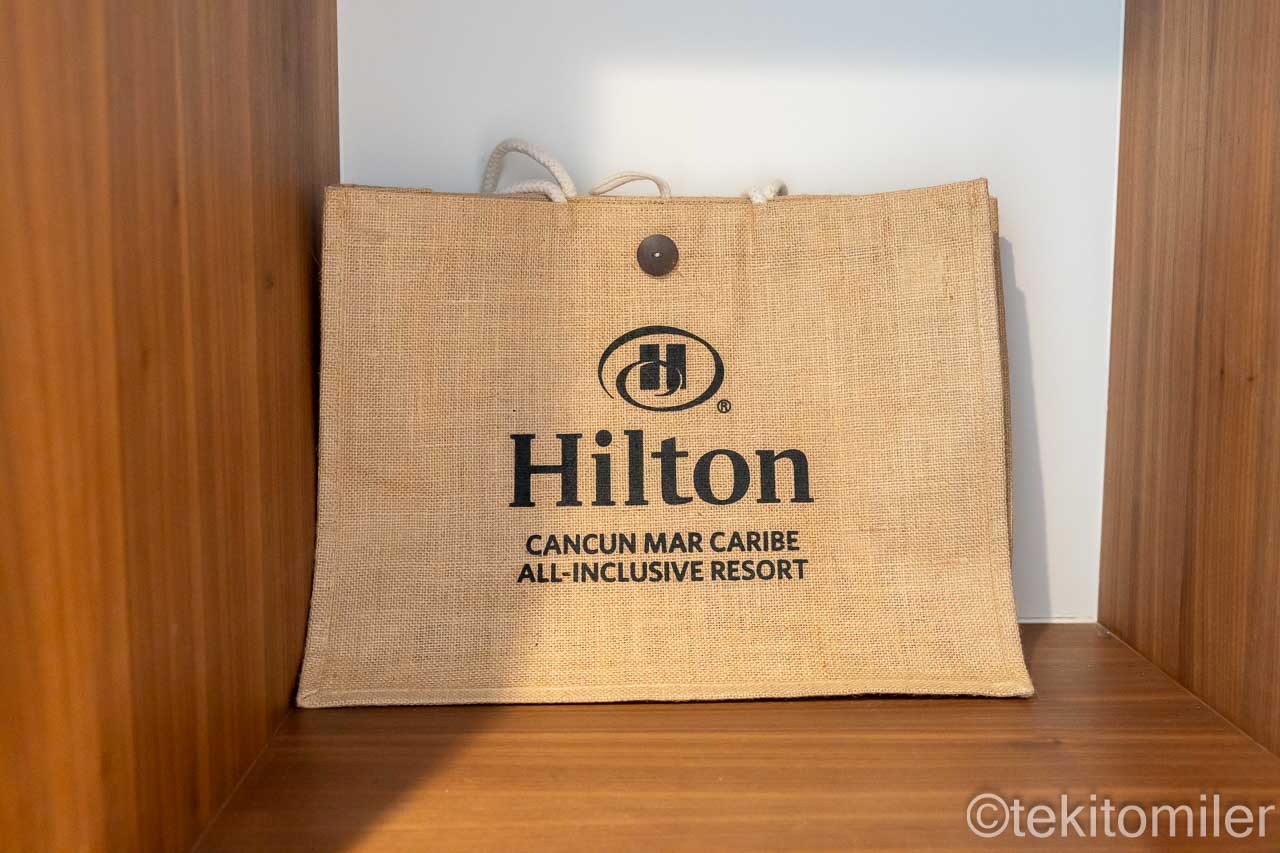 H®
Hilton
CANCUN MAR CARIBE
ALL-INCLUSIVE RESORT
©tekitomiler